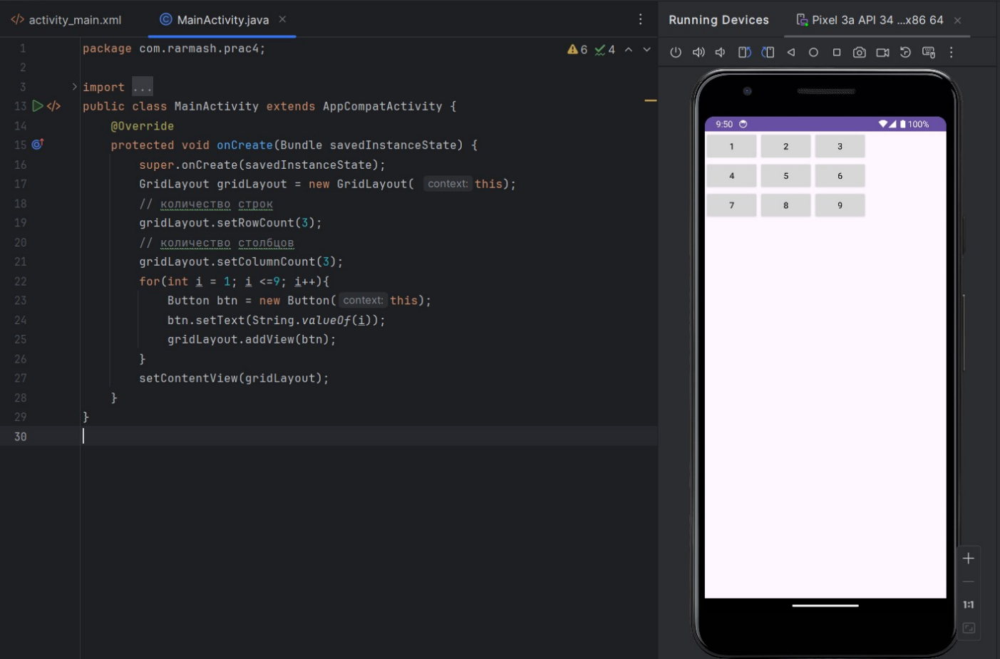 activity_main.xml
MainActivity.java
Running Devices
Pixel 3a API 34 ...x86 64
6 4
1 package com.rarmash.prac4;
2
3 import ...
13 public class MainActivity extends AppCompatActivity {
14 @Override
15 protected void onCreate(Bundle savedInstanceState) {
16 super.onCreate(savedInstanceState);
17 GridLayout gridLayout = new GridLayout( context: this);
18 // количество строк
19 gridLayout.setRowCount(3);
20 // количество столбцов
21 gridLayout.setColumnCount(3);
22 for(int i = 1; i <=9; i++){
23 Button btn = new Button( context: this);
24 btn.setText(String.valueOf(i));
25 gridLayout.addView(btn);
26 }
27 setContentView(gridLayout);
28 }
29 }
30
9:50 100%
1 2 3
4 5 6
7 8 9
1:1